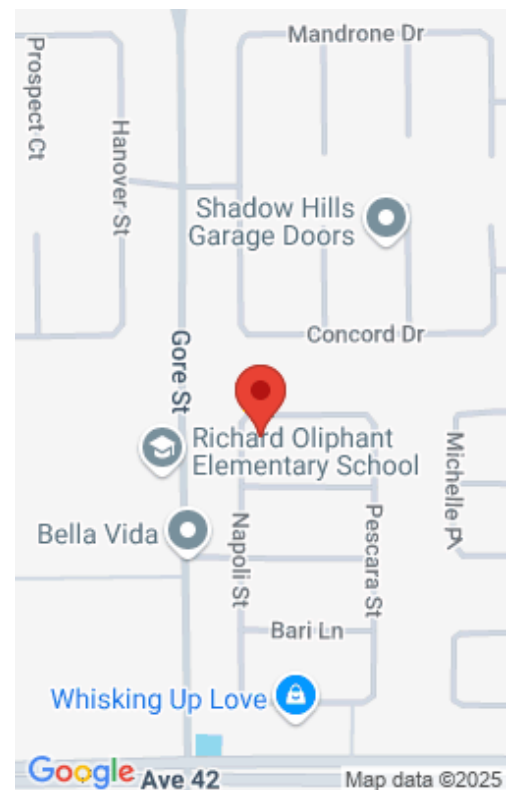 Mandrone Dr
Prospect Ct
Hanover St
Shadow Hills
Garage Doors
Concord Dr
Gore St
Richard Oliphant
Elementary School
Michelle Pl
Bella Vida
Napoli St
Pescara St
Bari Ln
Whisking Up Love
Google
Ave 42
Map data ©2025